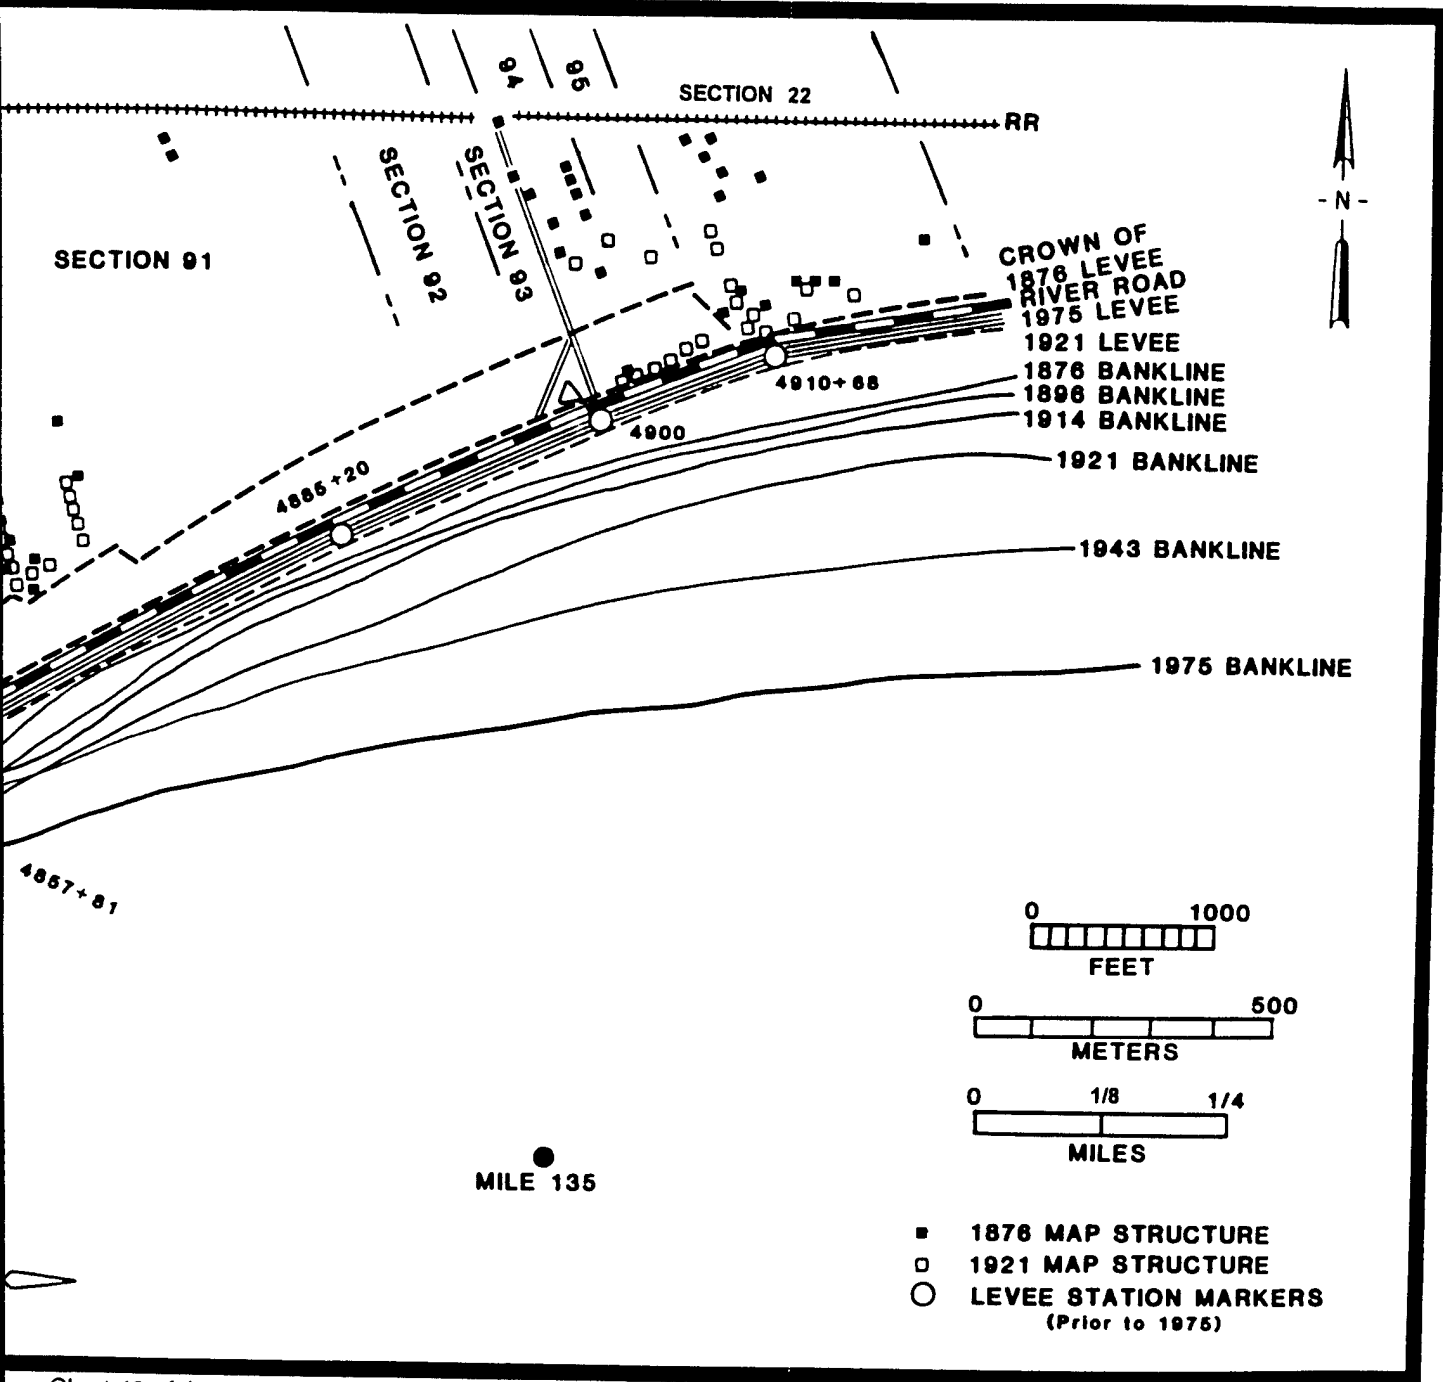 94
95
SECTION 22
RR
SECTION 92
SECTION 93
- N -
SECTION 91
CROWN OF
1876 LEVEE
RIVER ROAD
1975 LEVEE
1921 LEVEE
1876 BANKLINE
4910+68
1896 BANKLINE
1914 BANKLINE
4900
1921 BANKLINE
4885+20
1943 BANKLINE
1975 BANKLINE
4857+81
0 1000
FEET
0 500
METERS
0 1/8 1/4
MILES
MILE 135
1876 MAP STRUCTURE
1921 MAP STRUCTURE
LEVEE STATION MARKERS
(Prior to 1975)